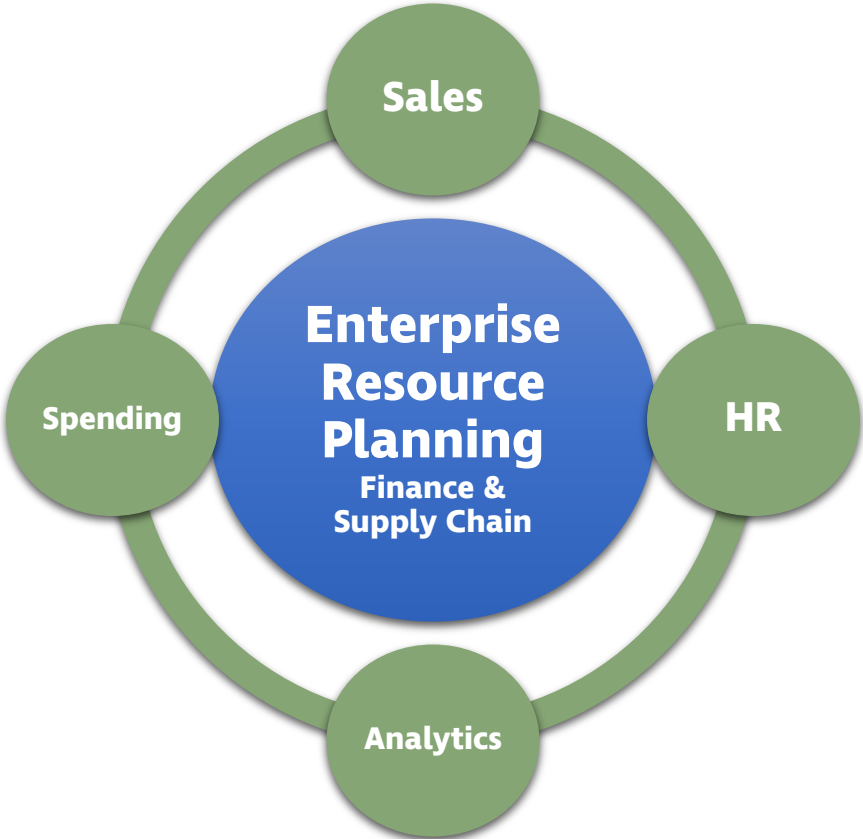 Sales
Enterprise
Resource
Planning
Finance &
Supply Chain
Spending
HR
Analytics